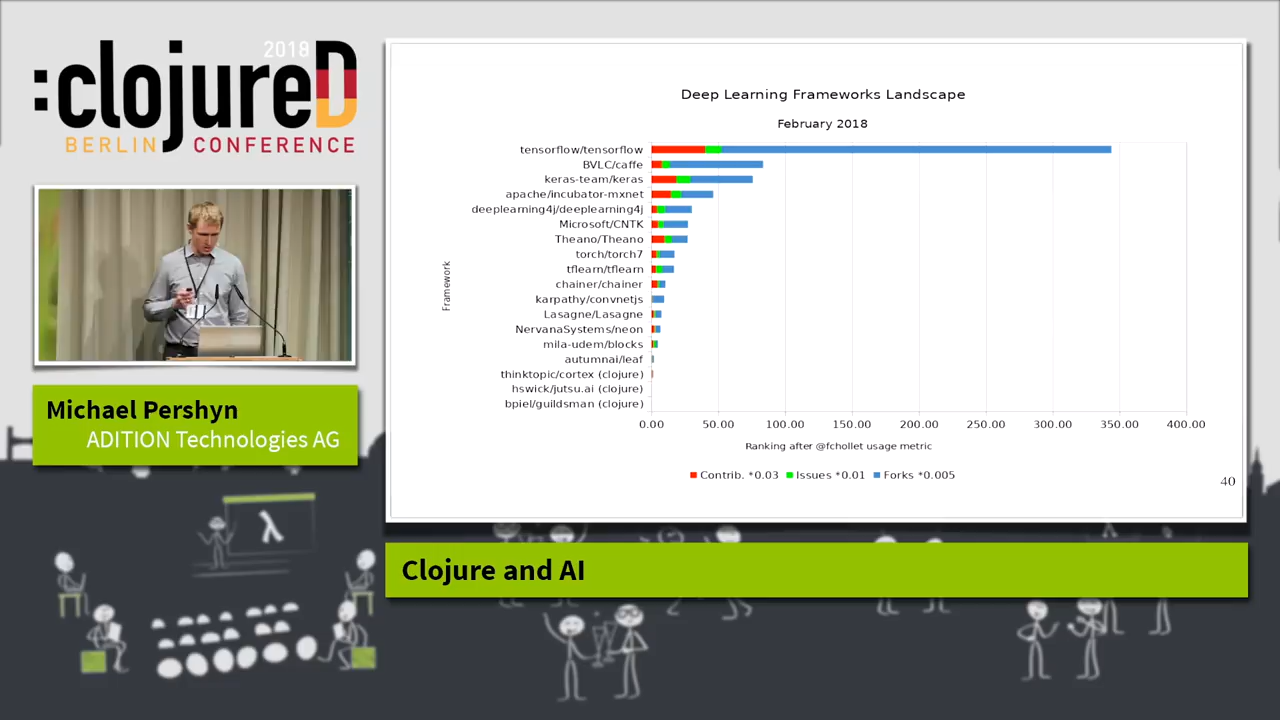 2018
:clojureD
BERLIN CONFERENCE
Michael Pershyn
ADITION Technologies AG
λ
Deep Learning Frameworks Landscape
February 2018
Framework
tensorflow/tensorflow
BVLC/caffe
keras-team/keras
apache/incubator-mxnet
deeplearning4j/deeplearning4j
Microsoft/CNTK
Theano/Theano
torch/torch7
tflearn/tflearn
chainer/chainer
karpathy/convnetjs
Lasagne/Lasagne
NervanaSystems/neon
mila-udem/blocks
autumnai/leaf
thinktopic/cortex (clojure)
hswick/jutsu.ai (clojure)
bpiel/guildsman (clojure)
0.00 50.00 100.00 150.00 200.00 250.00 300.00 350.00 400.00
Ranking after @fchollet usage metric
Contrib. *0.03 Issues *0.01 Forks *0.005
40
Clojure and AI